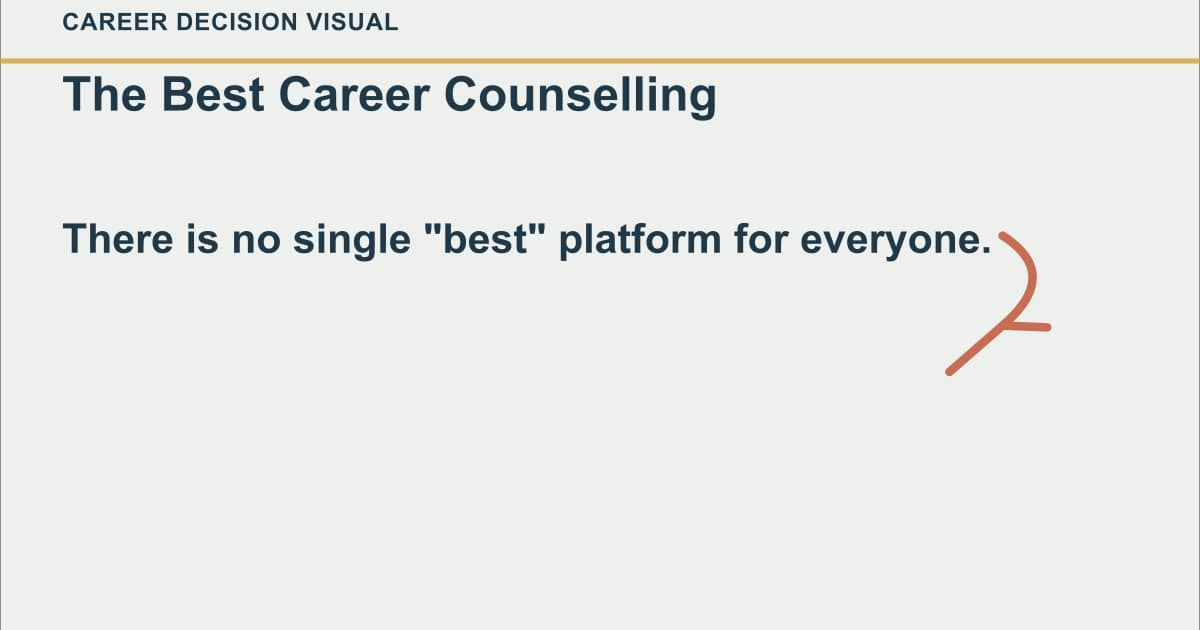 CAREER DECISION VISUAL
The Best Career Counselling
There is no single "best" platform for everyone.